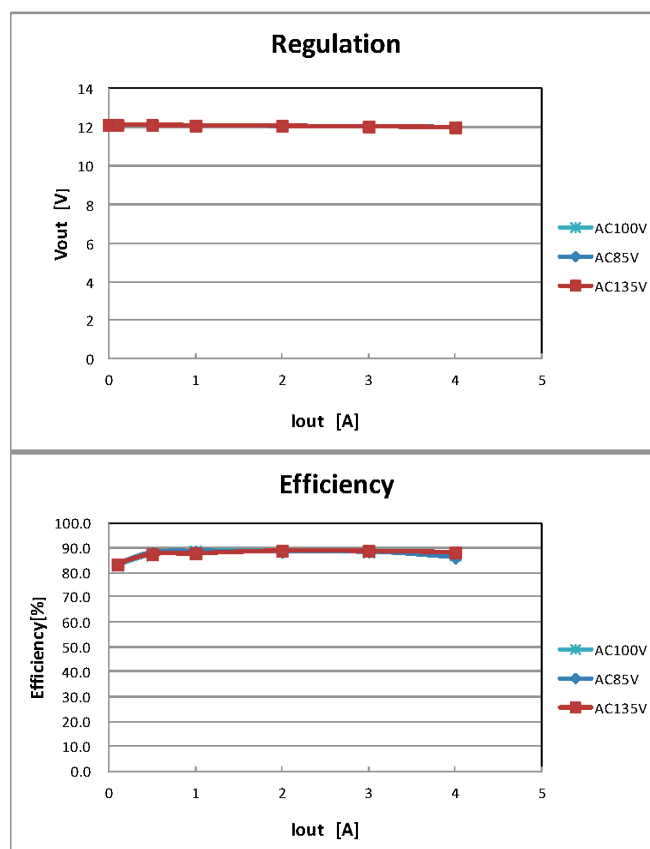 Regulation
14
12
10
8
6
4
2
0
Vout [V]
0 1 2 3 4 5
Iout [A]
AC100V
AC85V
AC135V
Efficiency
100.0
90.0
80.0
70.0
60.0
50.0
40.0
30.0
20.0
10.0
0.0
Efficiency[%]
0 1 2 3 4 5
Iout [A]
AC100V
AC85V
AC135V